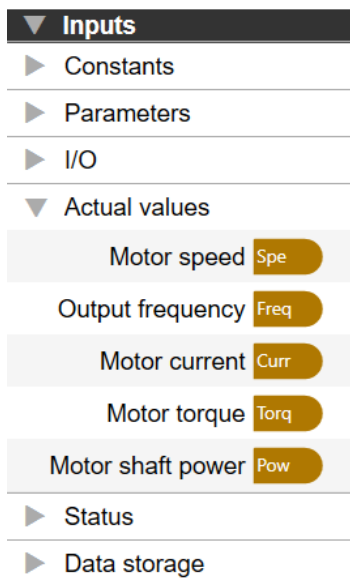 Inputs
Constants
Parameters
I/O
Actual values
Motor speed Spe
Output frequency Freq
Motor current Curr
Motor torque Torq
Motor shaft power Pow
Status
Data storage